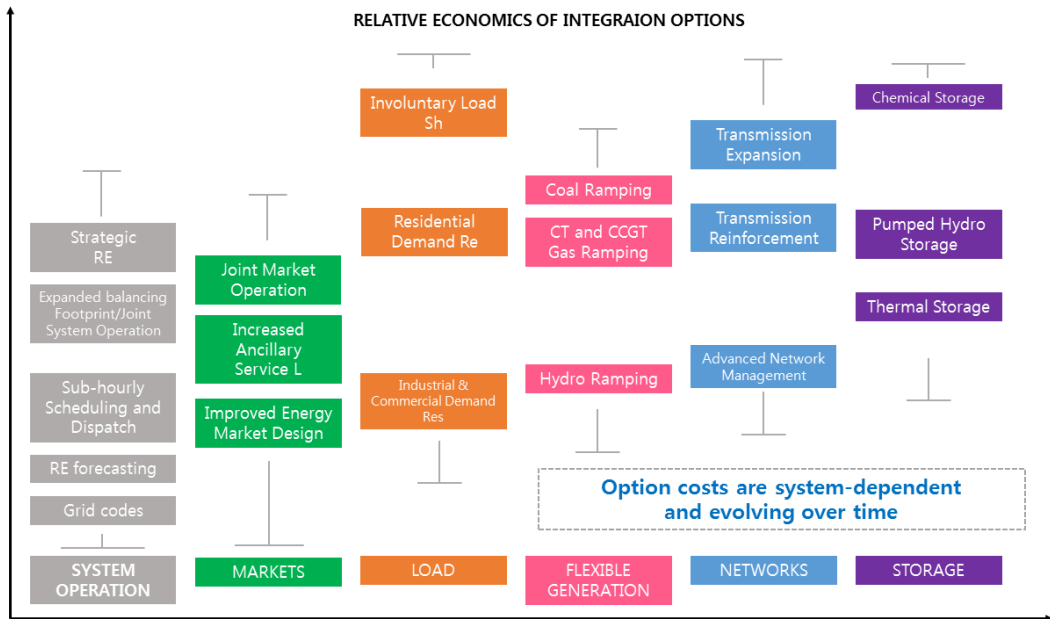 RELATIVE ECONOMICS OF INTEGRAION OPTIONS
Strategic
RE
Expanded balancing
Footprint/Joint
System Operation
Sub-hourly
Scheduling and
Dispatch
RE forecasting
Grid codes
SYSTEM
OPERATION
Joint Market
Operation
Increased
Ancillary
Service L
Improved Energy
Market Design
MARKETS
Involuntary Load
Sh
Residential
Demand Re
Industrial &
Commercial Demand
Res
LOAD
Coal Ramping
CT and CCGT
Gas Ramping
Hydro Ramping
FLEXIBLE
GENERATION
Transmission
Expansion
Transmission
Reinforcement
Advanced Network
Management
NETWORKS
Chemical Storage
Pumped Hydro
Storage
Thermal Storage
STORAGE
Option costs are system-dependent
and evolving over time